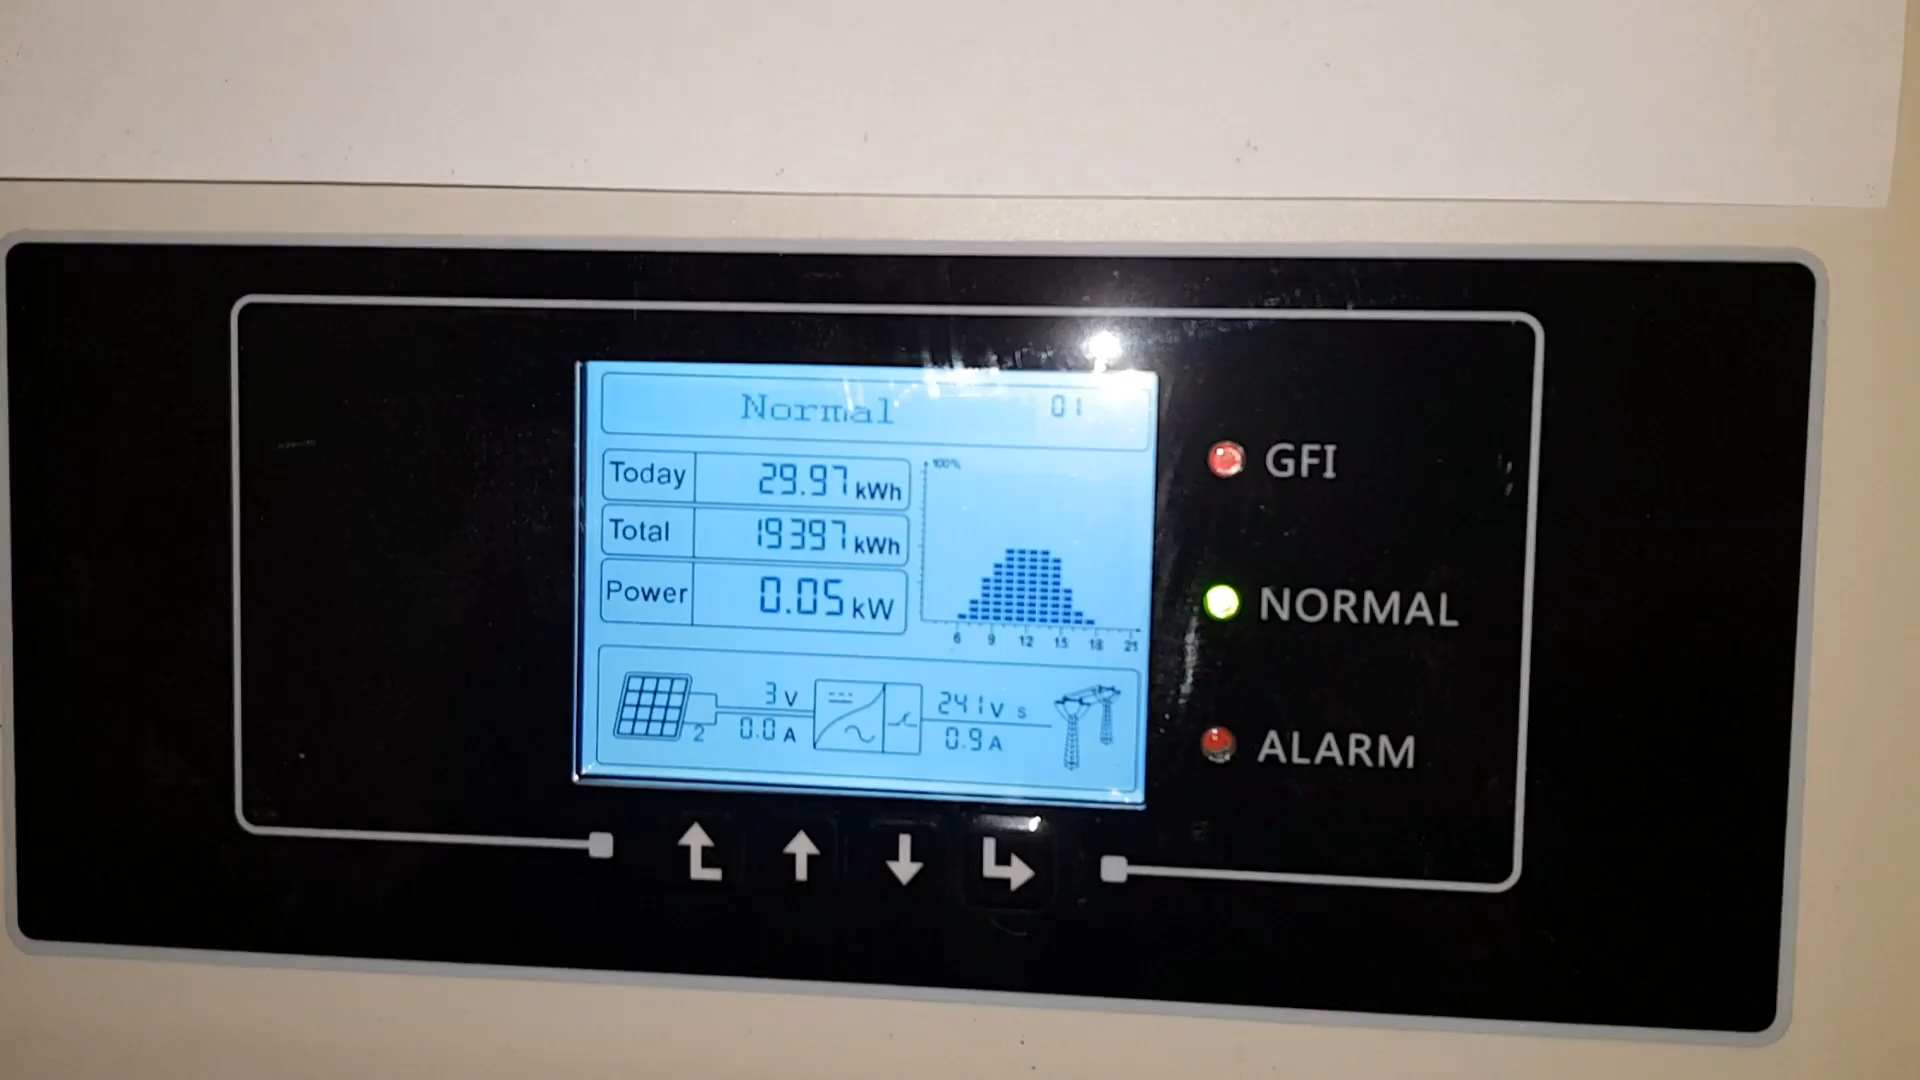 Normal 01
Today 29.97 kWh
Total 19397 kWh
Power 0.05 kW
100%
6 9 12 15 18 21
2
3 V
0.0 A
241 V s
0.9 A
GFI
NORMAL
ALARM